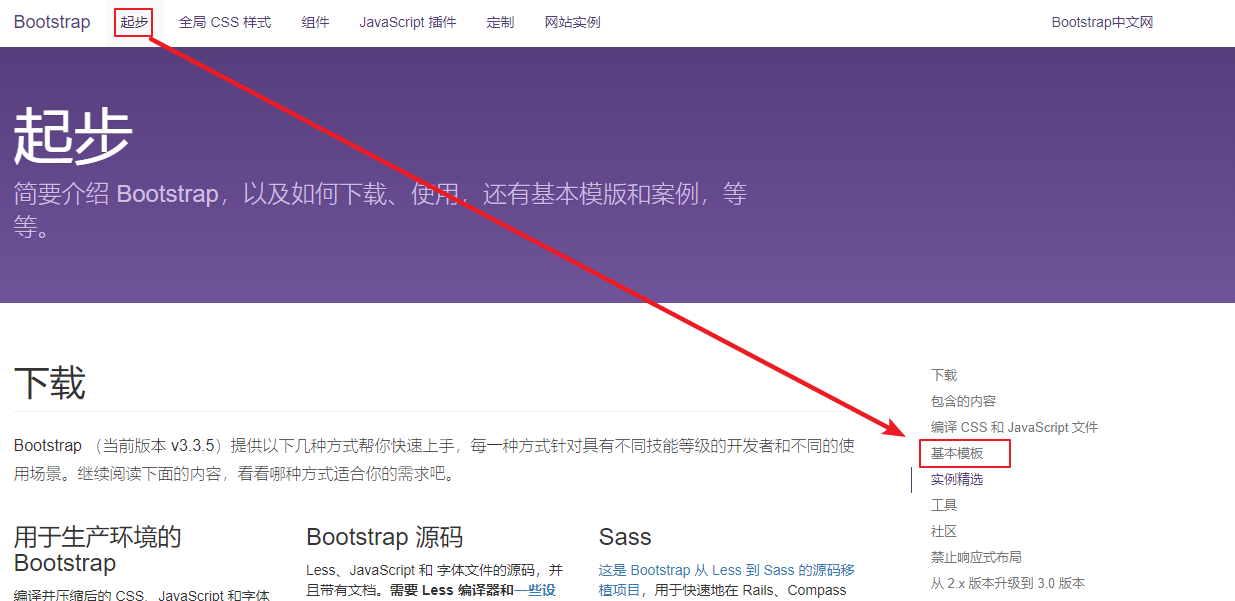 Bootstrap 起步 全局 CSS 样式 组件 JavaScript 插件 定制 网站实例 Bootstrap中文网
起步
简要介绍 Bootstrap，以及如何下载、使用，还有基本模版和案例，等
等。
下载
Bootstrap （当前版本 v3.3.5）提供以下几种方式帮你快速上手，每一种方式针对具有不同技能等级的开发者和不同的使
用场景。继续阅读下面的内容，看看哪种方式适合你的需求吧。
用于生产环境的
Bootstrap
编译并压缩后的 CSS、JavaScript 和字体
Bootstrap 源码
Less、JavaScript 和 字体文件的源码，并
且带有文档。需要 Less 编译器和一些设
Sass
这是 Bootstrap 从 Less 到 Sass 的源码移
植项目，用于快速地在 Rails、Compass
下载
包含的内容
编译 CSS 和 JavaScript 文件
基本模板
实例精选
工具
社区
禁止响应式布局
从 2.x 版本升级到 3.0 版本